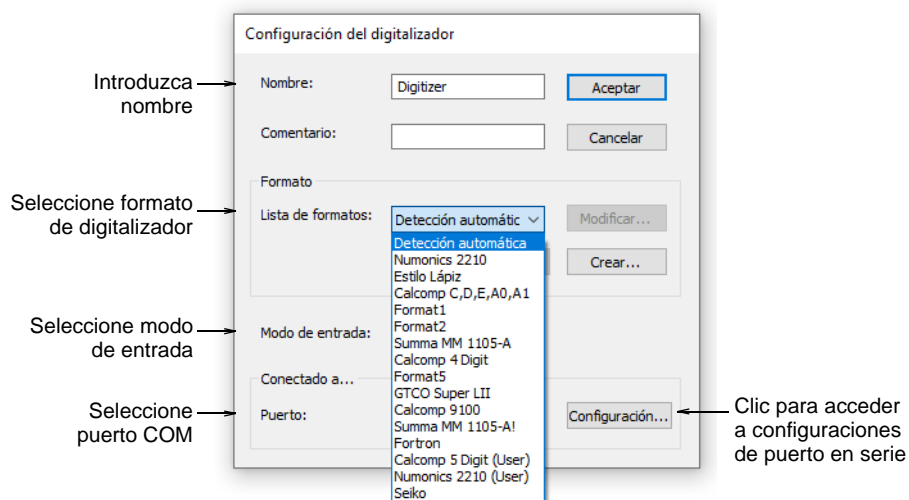 Configuración del digitalizador
Introduzca
nombre
Nombre:
Digitizer
Aceptar
Comentario:
Cancelar
Formato
Seleccione formato
de digitalizador
Lista de formatos:
Detección automátic
Modificar...
Detección automática
Numonics 2210
Estilo Lápiz
Calcomp C,D,E,A0,A1
Format1
Format2
Summa MM 1105-A
Calcomp 4 Digit
Format5
GTCO Super LII
Calcomp 9100
Summa MM 1105-A!
Fortron
Calcomp 5 Digit (User)
Numonics 2210 (User)
Seiko
Crear...
Seleccione modo
de entrada
Modo de entrada:
Conectado a...
Seleccione
puerto COM
Puerto:
Configuración...
Clic para acceder
a configuraciones
de puerto en serie